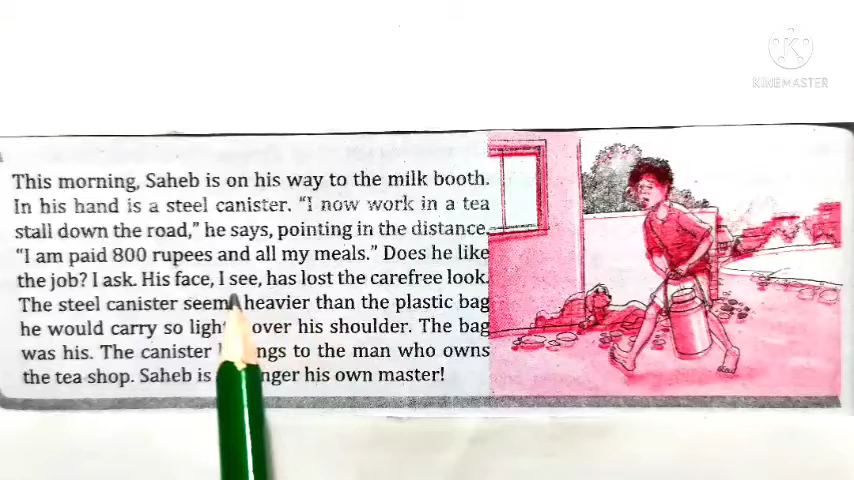 KINEMASTER
This morning, Saheb is on his way to the milk booth.
In his hand is a steel canister. "I now work in a tea
stall down the road," he says, pointing in the distance.
"I am paid 800 rupees and all my meals." Does he like
the job? I ask. His face, I see, has lost the carefree look.
The steel canister seem heavier than the plastic bag
he would carry so ligh over his shoulder. The bag
was his. The canister ngs to the man who owns
the tea shop. Saheb is nger his own master!